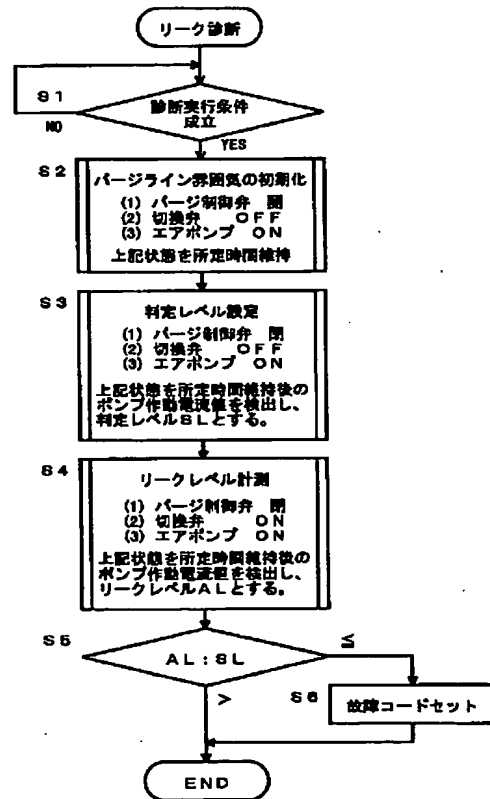 リーク診断
S1
診断実行条件
成立
NO
YES
S2
パージライン雰囲気の初期化
(1) パージ制御弁 開
(2) 切換弁 OFF
(3) エアポンプ ON
上記状態を所定時間維持
S3
判定レベル設定
(1) パージ制御弁 閉
(2) 切換弁 OFF
(3) エアポンプ ON
上記状態を所定時間維持後の
ポンプ作動電流値を検出し、
判定レベルSLとする。
S4
リークレベル計測
(1) パージ制御弁 閉
(2) 切換弁 ON
(3) エアポンプ ON
上記状態を所定時間維持後の
ポンプ作動電流値を検出し、
リークレベルALとする。
S5
AL:SL
≦
>
S6
故障コードセット
END